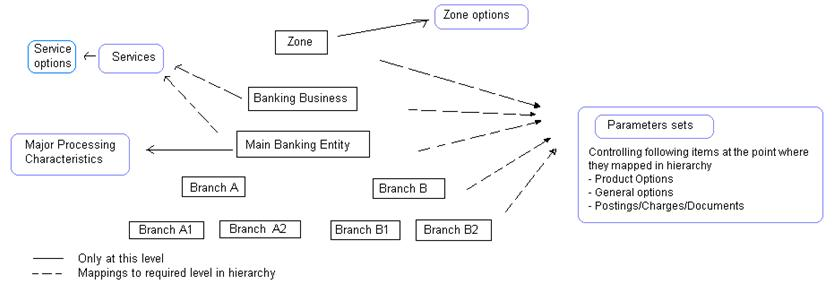 Zone options
Zone
Service
options
Services
Banking Business
Main Banking Entity
Major Processing
Characteristics
Parameters sets
Controlling following items at the point where
they mapped in hierarchy
- Product Options
- General options
- Postings/Charges/Documents
Branch A
Branch B
Branch A1
Branch A2
Branch B1
Branch B2
Only at this level
Mappings to required level in hierarchy